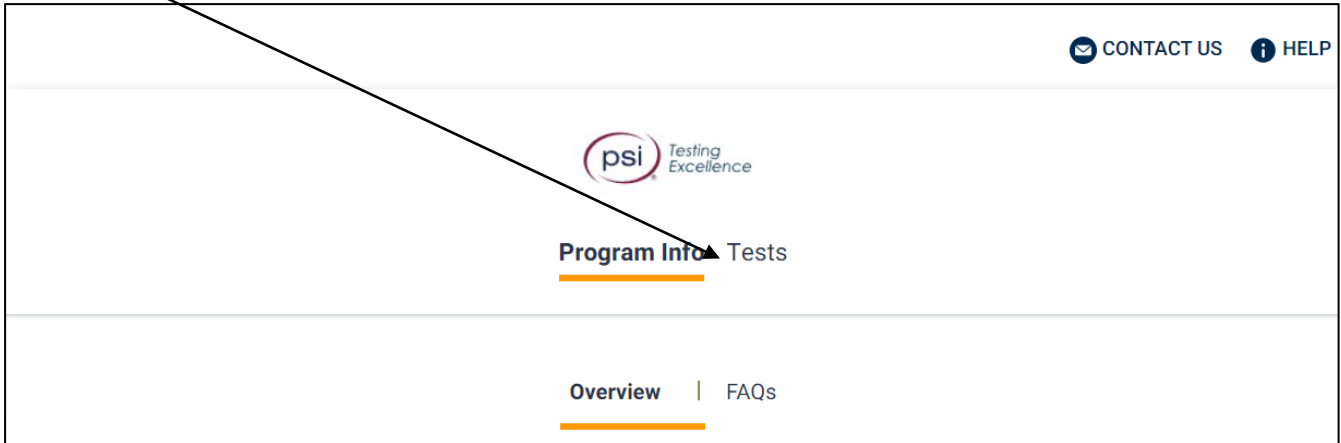 CONTACT US HELP
psi Testing
Excellence
Program Info Tests
Overview | FAQs